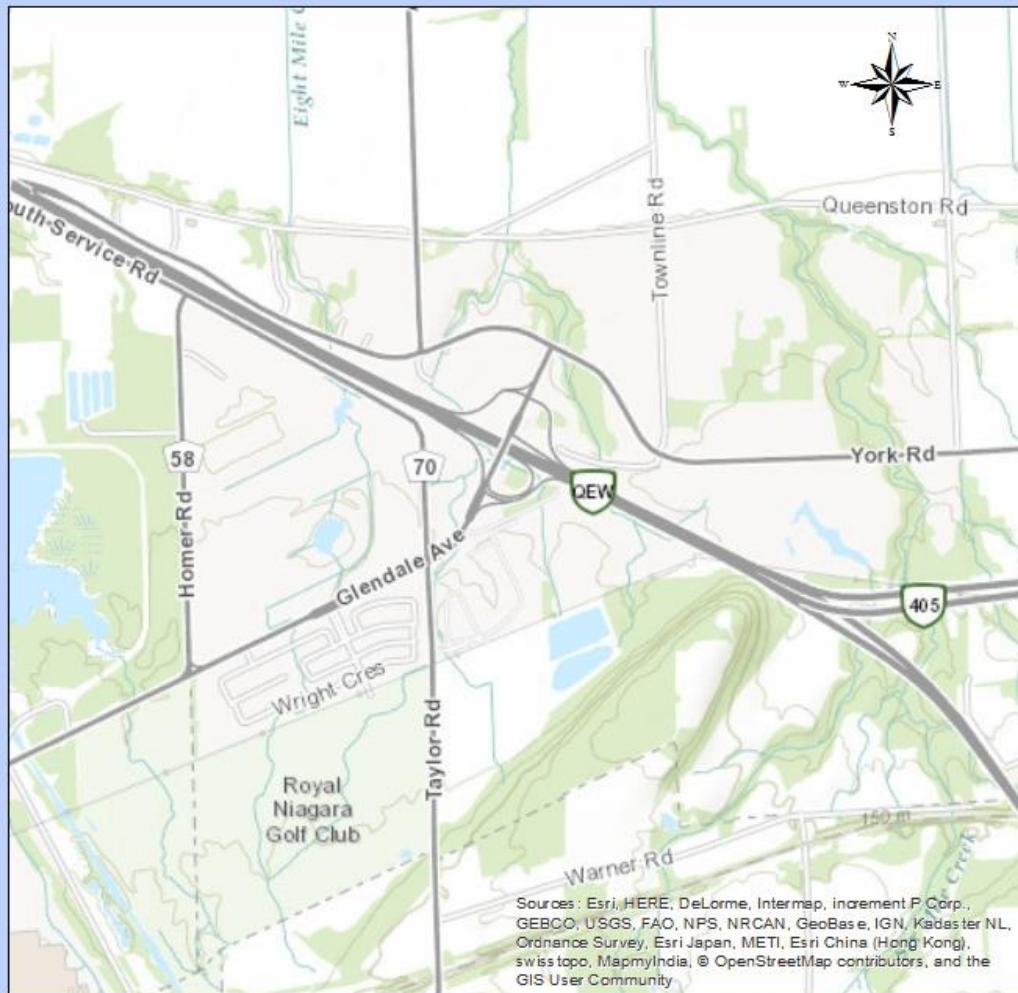 N
W E
S
Eight Mile C
Queenston Rd
Townline Rd
outh Service Rd
58
70
York Rd
QEW
Homer Rd
Glendale Ave
405
Wright Cres
Taylor Rd
Royal
Niagara
Golf Club
150 m
Warner Rd
Creek
Sources: Esri, HERE, DeLorme, Intermap, increment P Corp.,
GEBCO, USGS, FAO, NPS, NRCAN, GeoBase, IGN, Kadaster NL,
Ordnance Survey, Esri Japan, METI, Esri China (Hong Kong),
swisstopo, MapmyIndia, © OpenStreetMap contributors, and the
GIS User Community